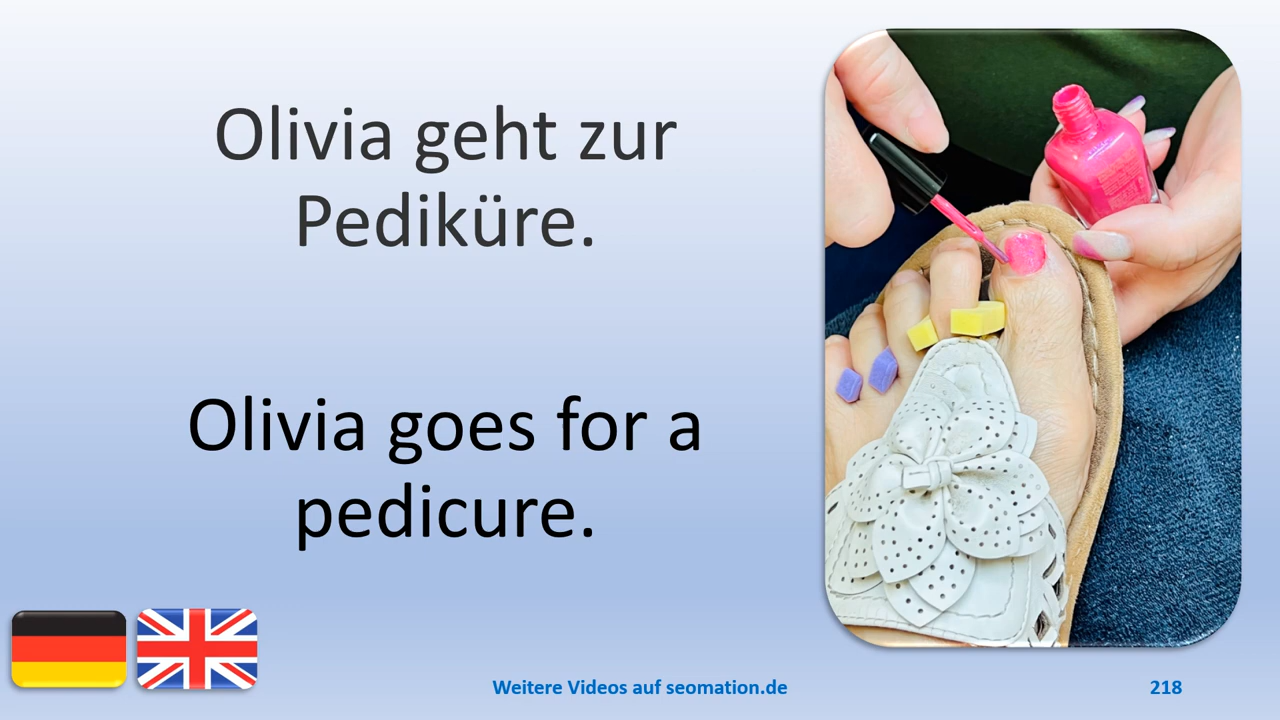 Olivia geht zur
Pediküre.
Olivia goes for a
pedicure.
Weitere Videos auf seomation.de
218